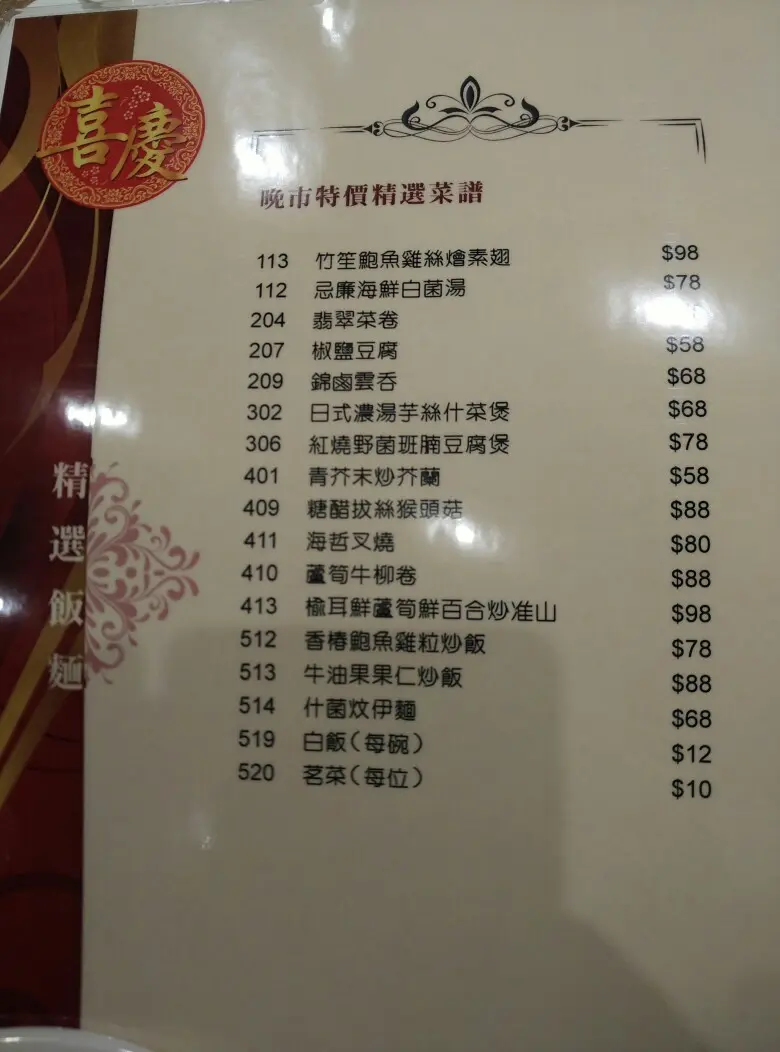 喜慶
晚市特價精選菜譜
113 竹笙鮑魚雞絲燴素翅 $98
112 忌廉海鮮白菌湯 $78
204 翡翠菜卷
207 椒鹽豆腐 $58
209 錦鹵雲吞 $68
302 日式濃湯芋絲什菜煲 $68
306 紅燒野菌班腩豆腐煲 $78
401 青芥末炒芥蘭 $58
409 糖醋拔絲猴頭菇 $88
411 海哲叉燒 $80
410 蘆筍牛柳卷 $88
413 榆耳鮮蘆筍鮮百合炒准山 $98
512 香椿鮑魚雞粒炒飯 $78
513 牛油果果仁炒飯 $88
514 什菌炆伊麵 $68
519 白飯(每碗) $12
520 茗菜(每位) $10
精選飯麵